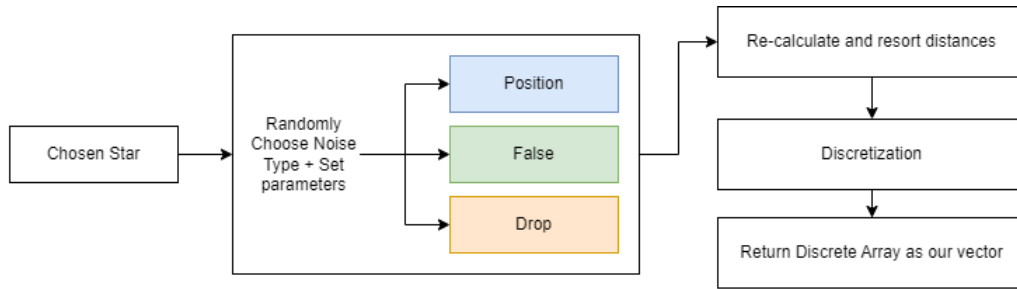 Chosen Star
Randomly
Choose Noise
Type + Set
parameters
Position
False
Drop
Re-calculate and resort distances
Discretization
Return Discrete Array as our vector